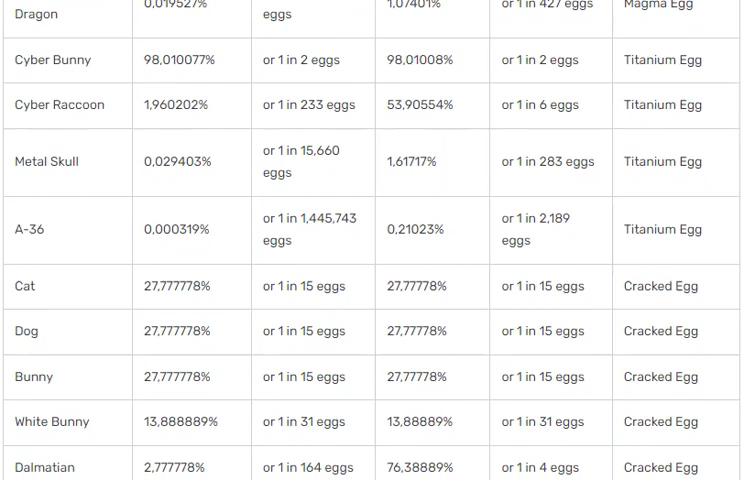 0,019527% 1,07401% or 1 in 427 eggs Magma Egg
Dragon eggs
Cyber Bunny 98,010077% or 1 in 2 eggs 98,01008% or 1 in 2 eggs Titanium Egg
Cyber Raccoon 1,960202% or 1 in 233 eggs 53,90554% or 1 in 6 eggs Titanium Egg
or 1 in 15,660
Metal Skull 0,029403% 1,61717% or 1 in 283 eggs Titanium Egg
eggs
or 1 in 1,445,743 or 1 in 2,189
A-36 0,000319% 0,21023% Titanium Egg
eggs eggs
Cat 27,777778% or 1 in 15 eggs 27,77778% or 1 in 15 eggs Cracked Egg
Dog 27,777778% or 1 in 15 eggs 27,77778% or 1 in 15 eggs Cracked Egg
Bunny 27,777778% or 1 in 15 eggs 27,77778% or 1 in 15 eggs Cracked Egg
White Bunny 13,888889% or 1 in 31 eggs 13,88889% or 1 in 31 eggs Cracked Egg
Dalmatian 2,777778% or 1 in 164 eggs 76,38889% or 1 in 4 eggs Cracked Egg